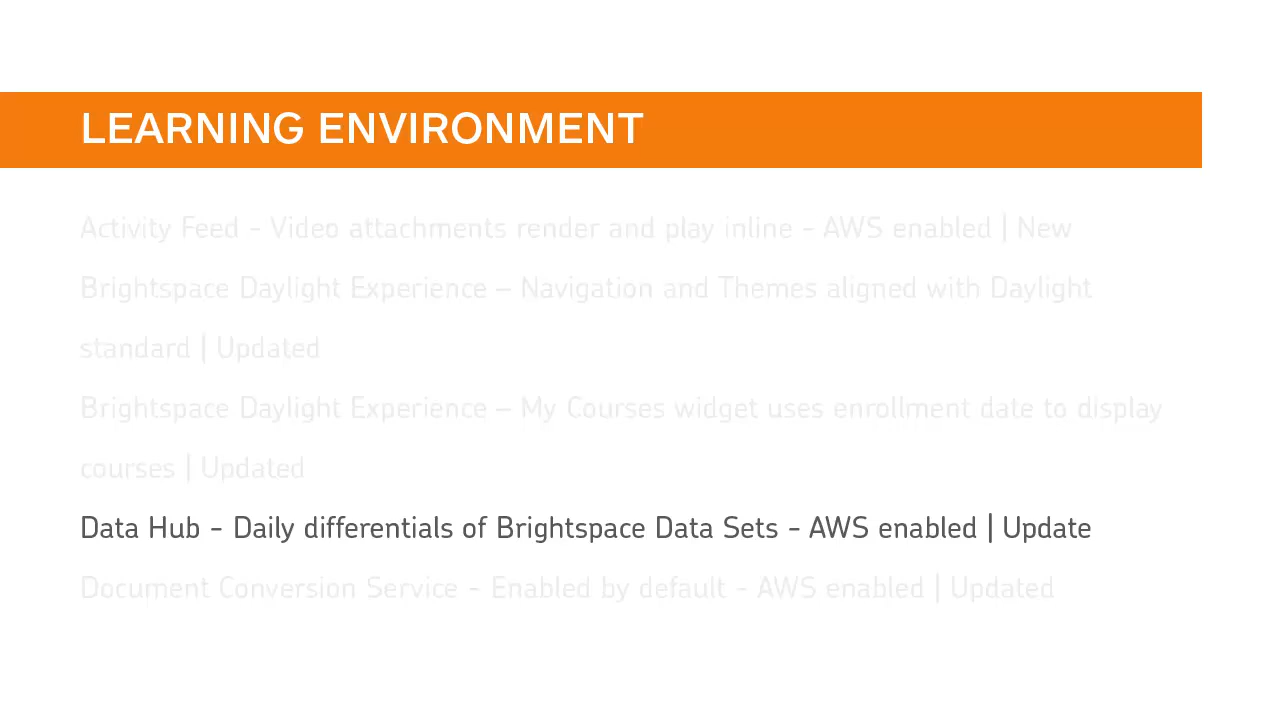 LEARNING ENVIRONMENT
Activity Feed - Video attachments render and play inline - AWS enabled | New
Brightspace Daylight Experience – Navigation and Themes aligned with Daylight
standard | Updated
Brightspace Daylight Experience – My Courses widget uses enrollment date to display
courses | Updated
Data Hub - Daily differentials of Brightspace Data Sets - AWS enabled | Update
Document Conversion Service - Enabled by default - AWS enabled | Updated